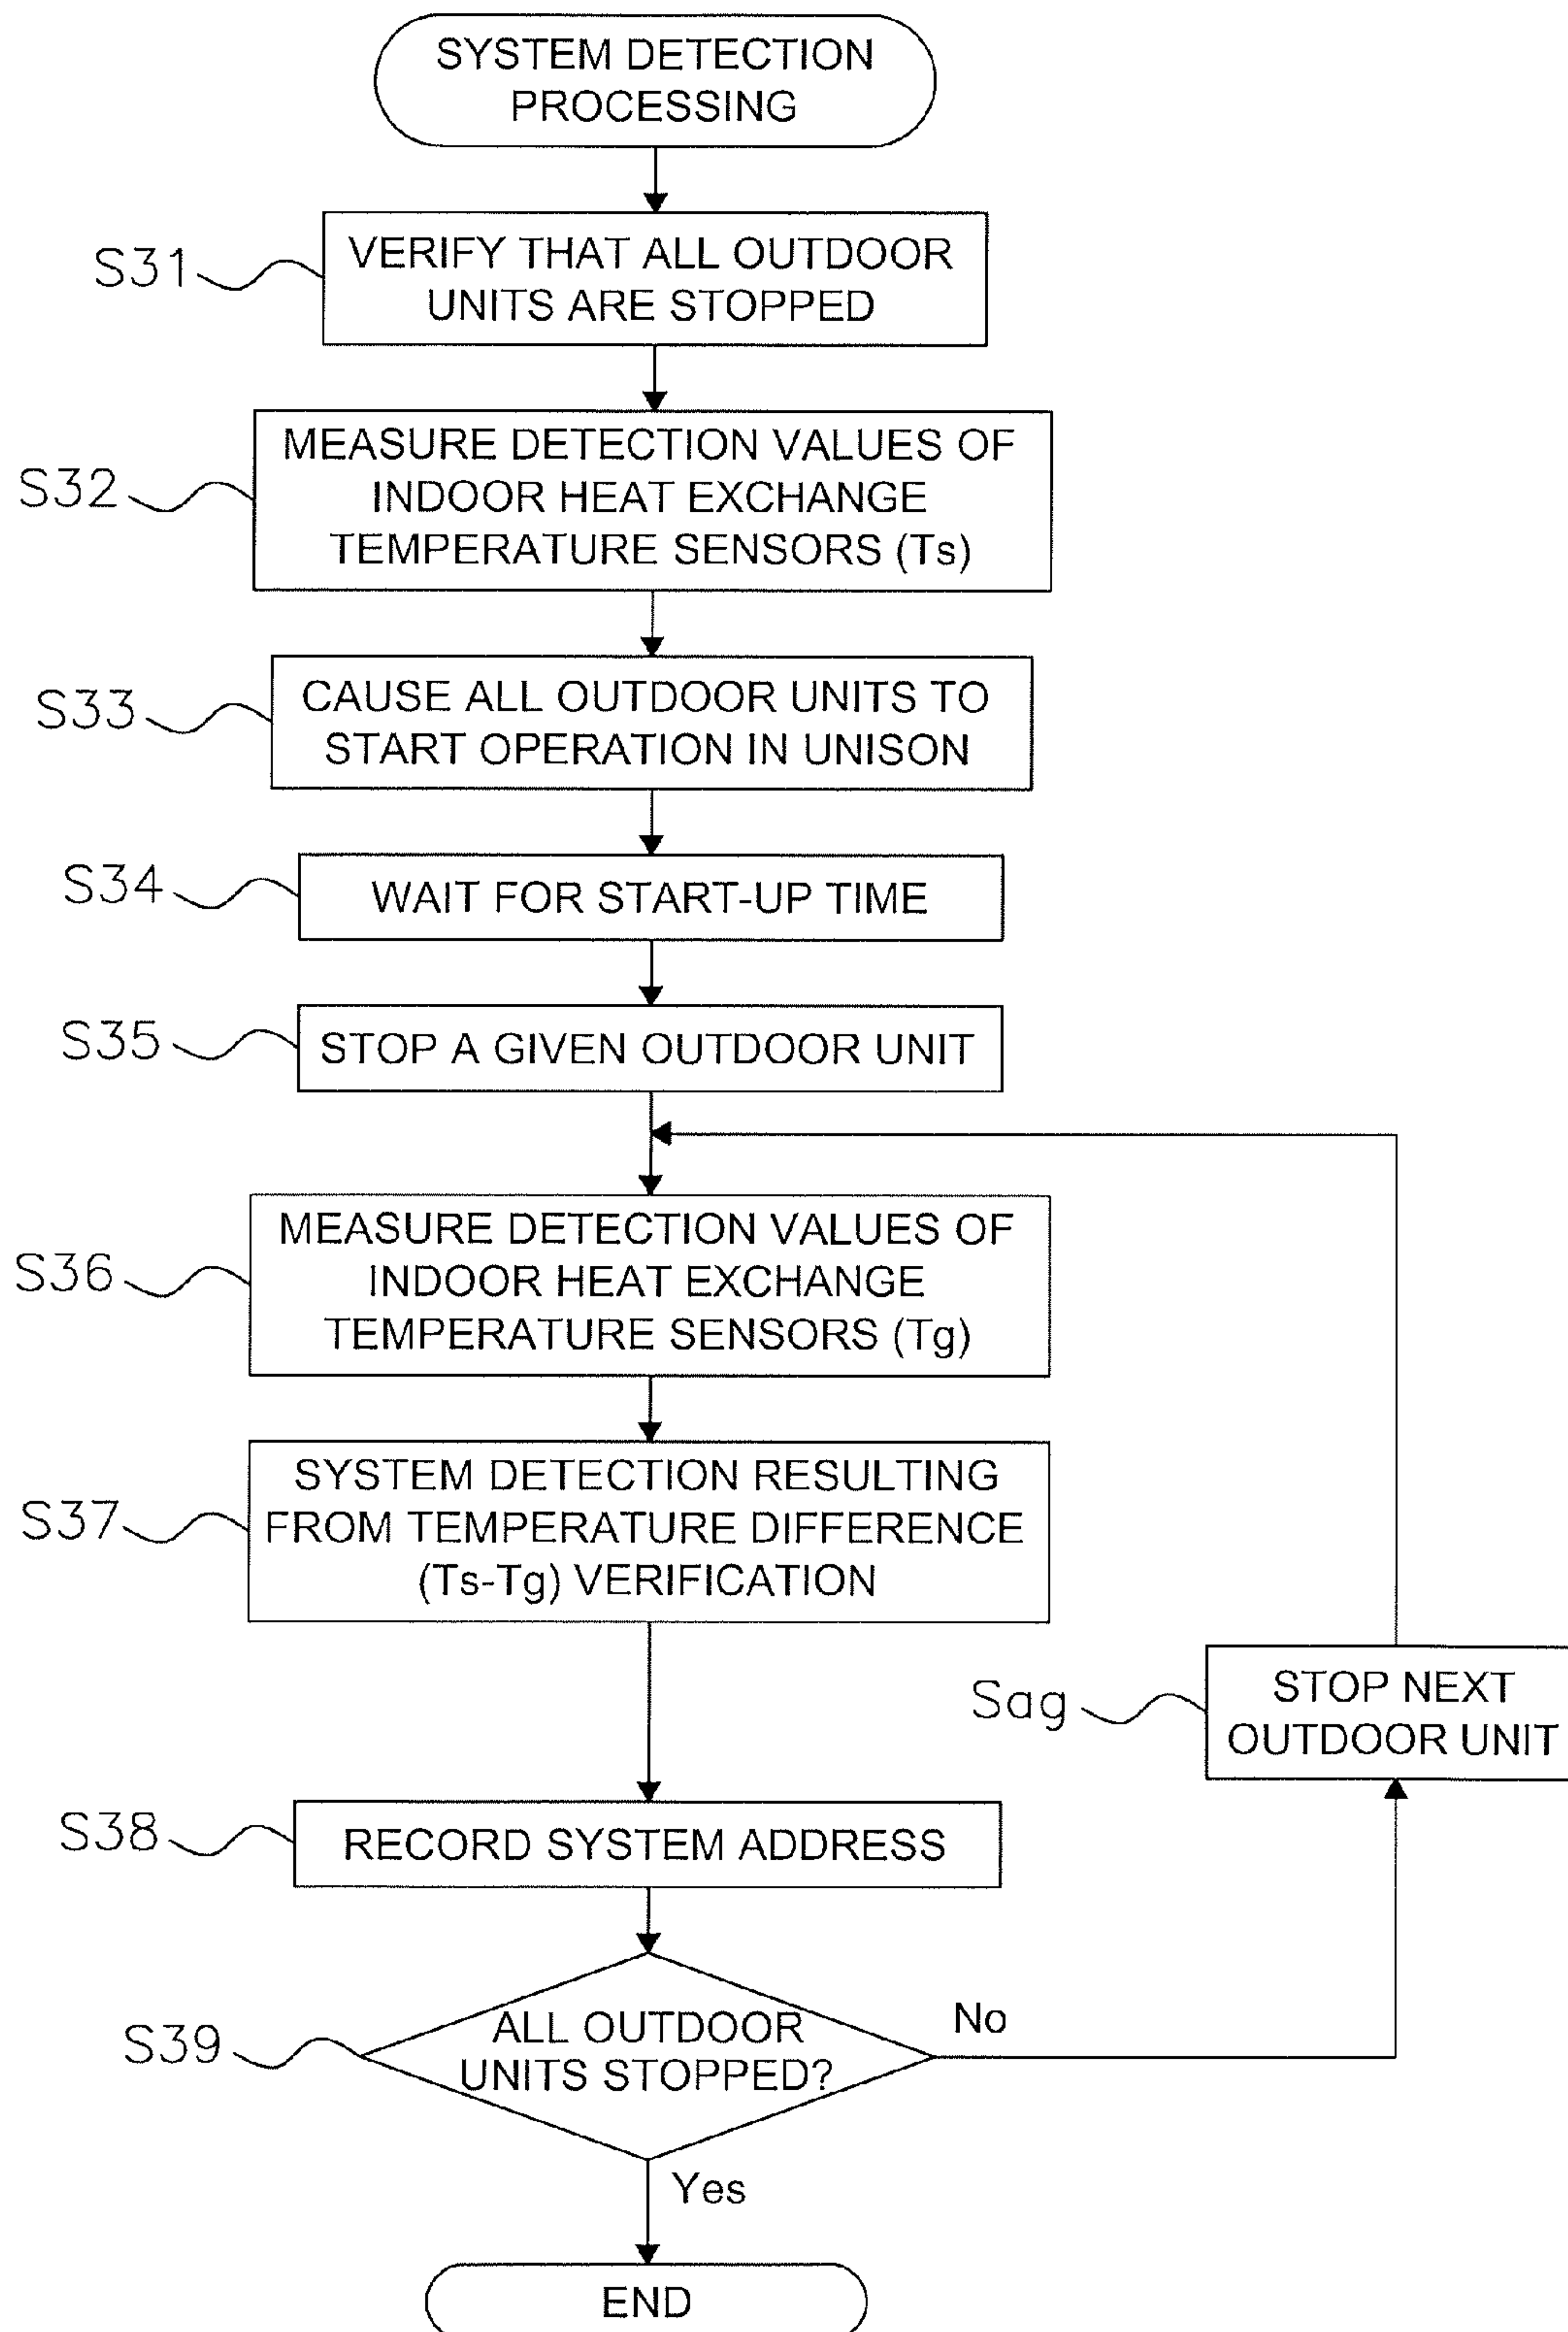 SYSTEM DETECTION
PROCESSING
S31
VERIFY THAT ALL OUTDOOR
UNITS ARE STOPPED
S32
MEASURE DETECTION VALUES OF
INDOOR HEAT EXCHANGE
TEMPERATURE SENSORS (Ts)
S33
CAUSE ALL OUTDOOR UNITS TO
START OPERATION IN UNISON
S34
WAIT FOR START-UP TIME
S35
STOP A GIVEN OUTDOOR UNIT
S36
MEASURE DETECTION VALUES OF
INDOOR HEAT EXCHANGE
TEMPERATURE SENSORS (Tg)
S37
SYSTEM DETECTION RESULTING
FROM TEMPERATURE DIFFERENCE
(Ts-Tg) VERIFICATION
Sag
STOP NEXT
OUTDOOR UNIT
S38
RECORD SYSTEM ADDRESS
S39
ALL OUTDOOR
UNITS STOPPED?
No
Yes
END